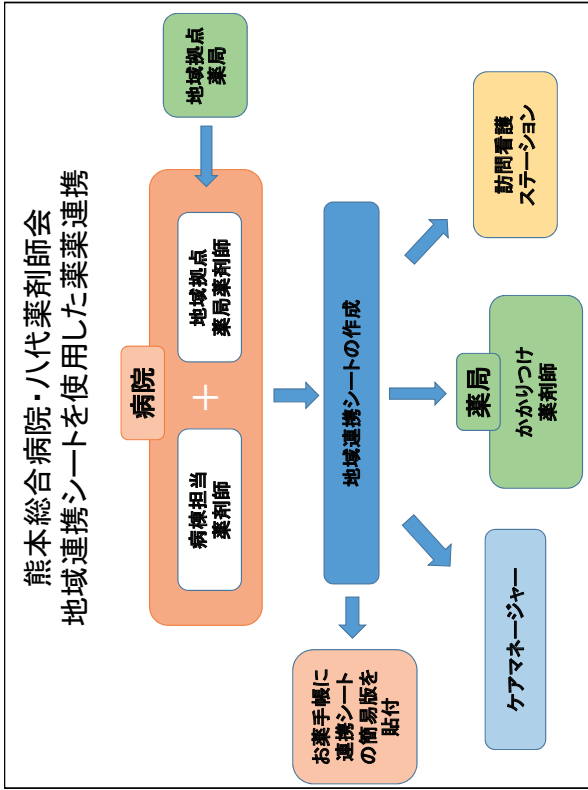 熊本総合病院・八代薬剤師会
地域連携シートを使用した薬薬連携
病院
病棟担当
薬剤師
＋
地域拠点
薬局薬剤師
地域拠点
薬局
地域連携シートの作成
お薬手帳に
連携シート
の簡易版を
貼付
ケアマネージャー
薬局
かかりつけ
薬剤師
訪問看護
ステーション